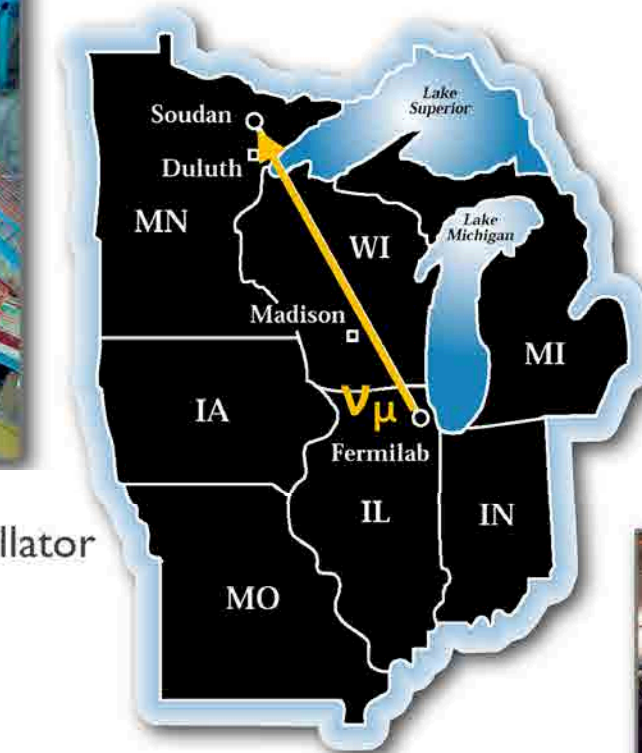 Lake
Superior
Soudan
Duluth
MN
Lake
Michigan
WI
Madison
MI
IA
νμ
Fermilab
IL
IN
llator
MO